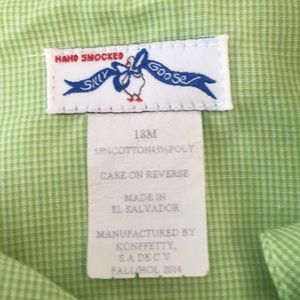 HAND SMOCKED
SILLY GOOSE
18M
55%COTTON45%POLY
CARE ON REVERSE
MADE IN
EL SALVADOR
MANUFACTURED BY
KONFFETTY,
S.A DE C.V
FALL/HOL 2014